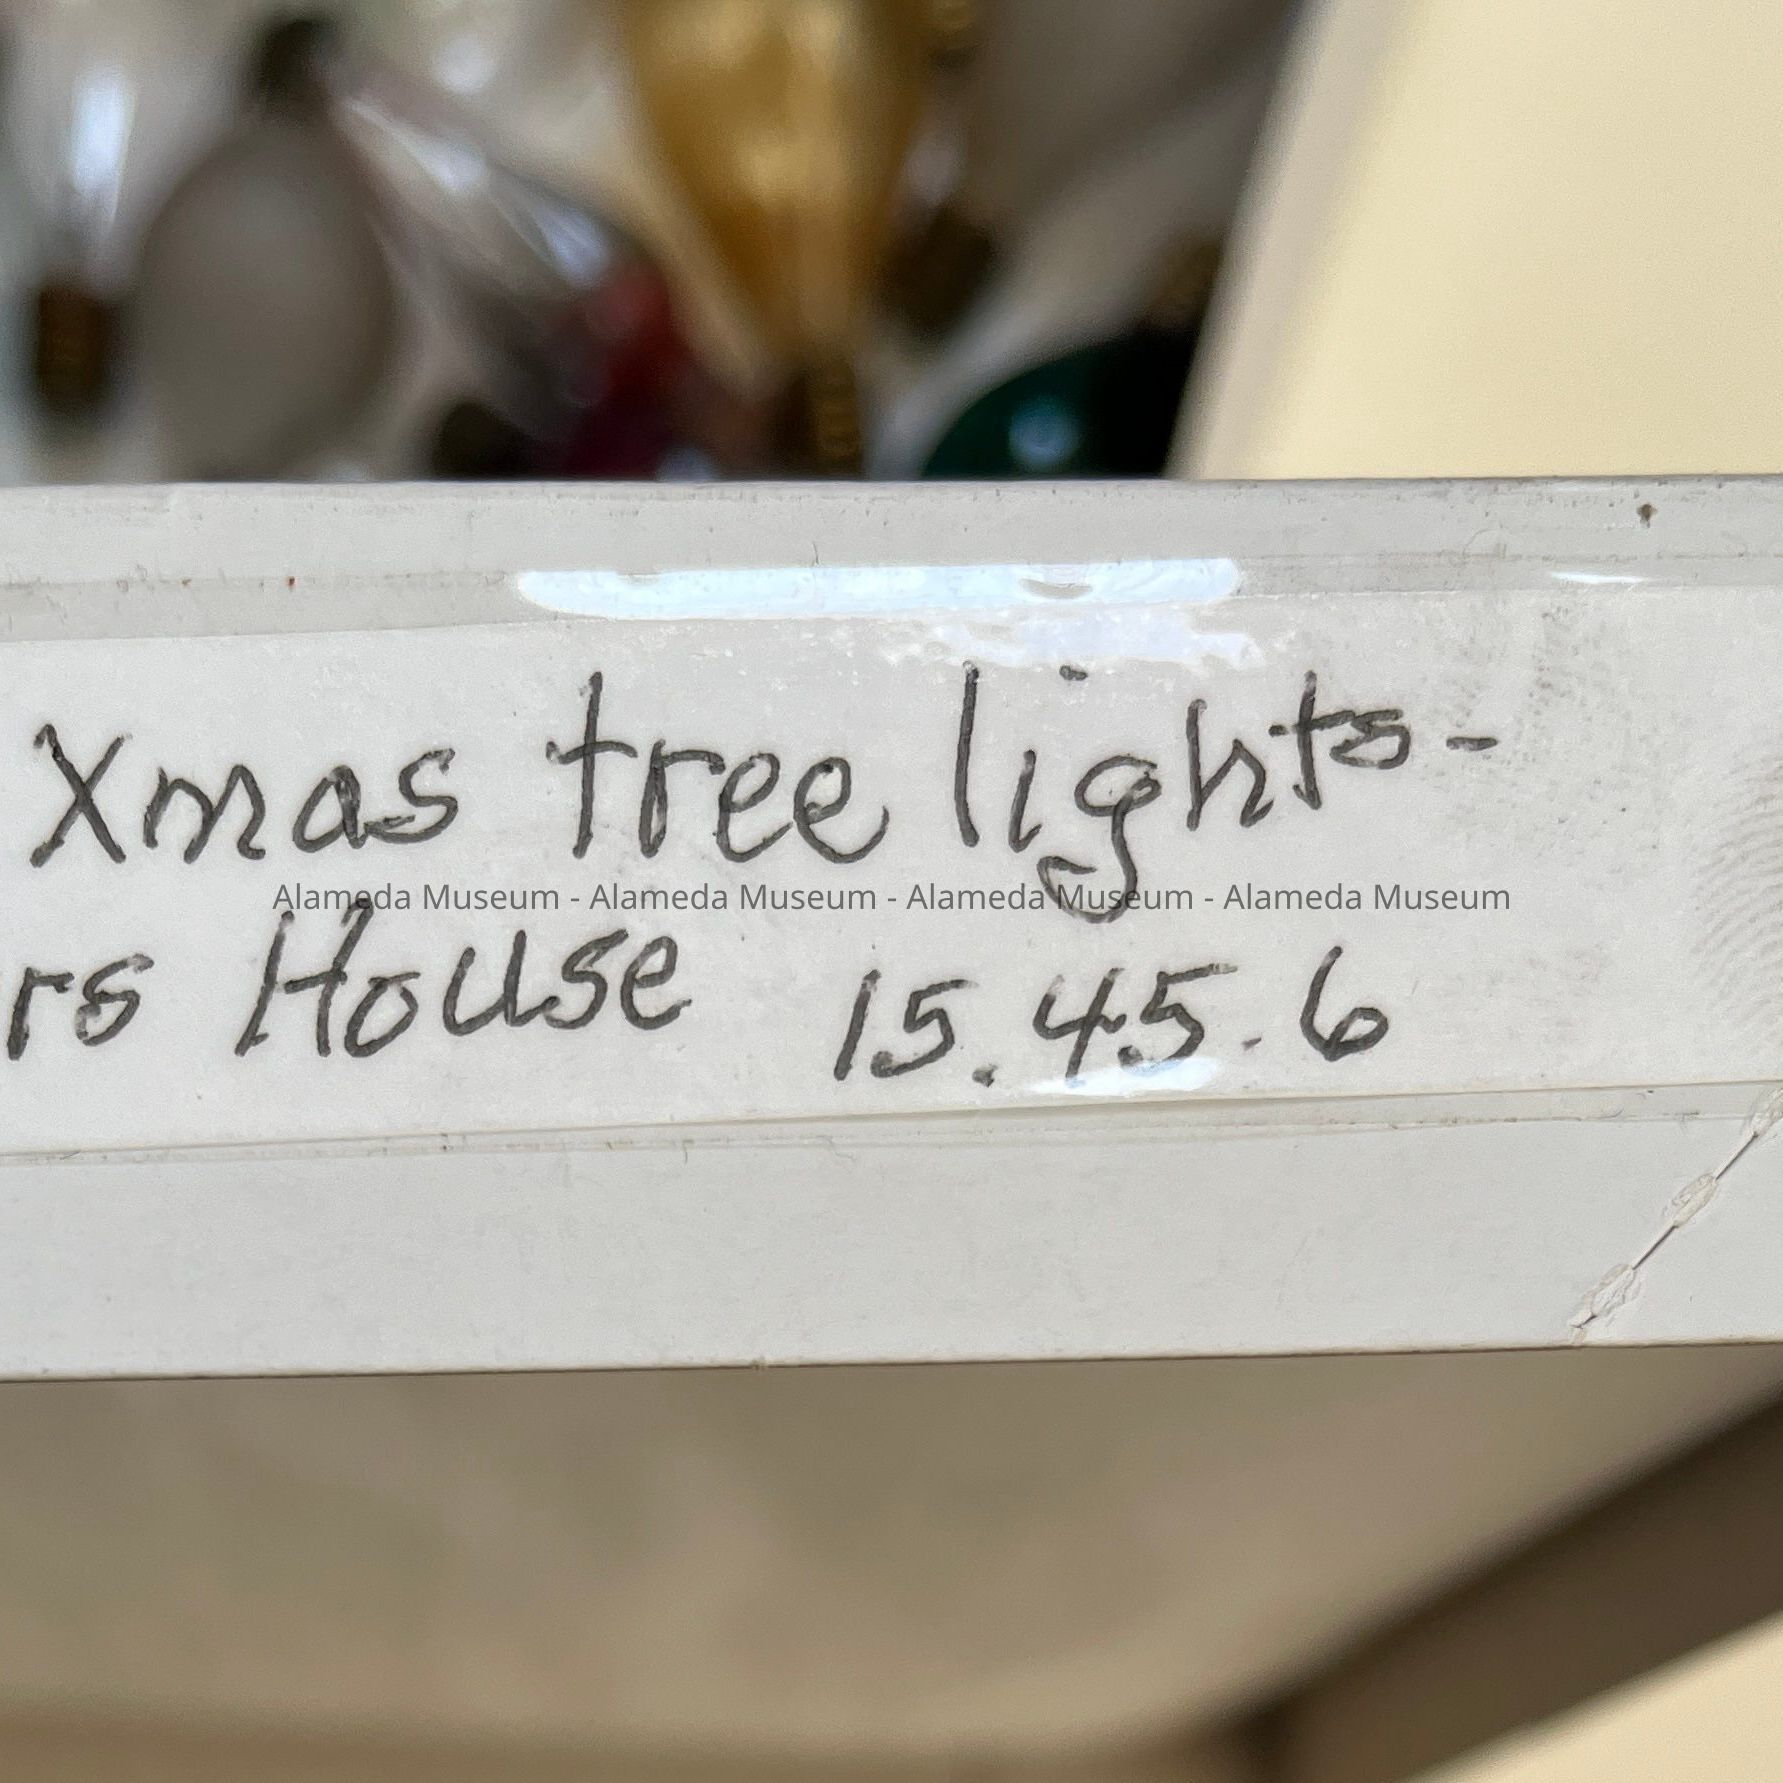 Xmas tree lights-
Alameda Museum - Alameda Museum - Alameda Museum - Alameda Museum
rs House 15.45.6